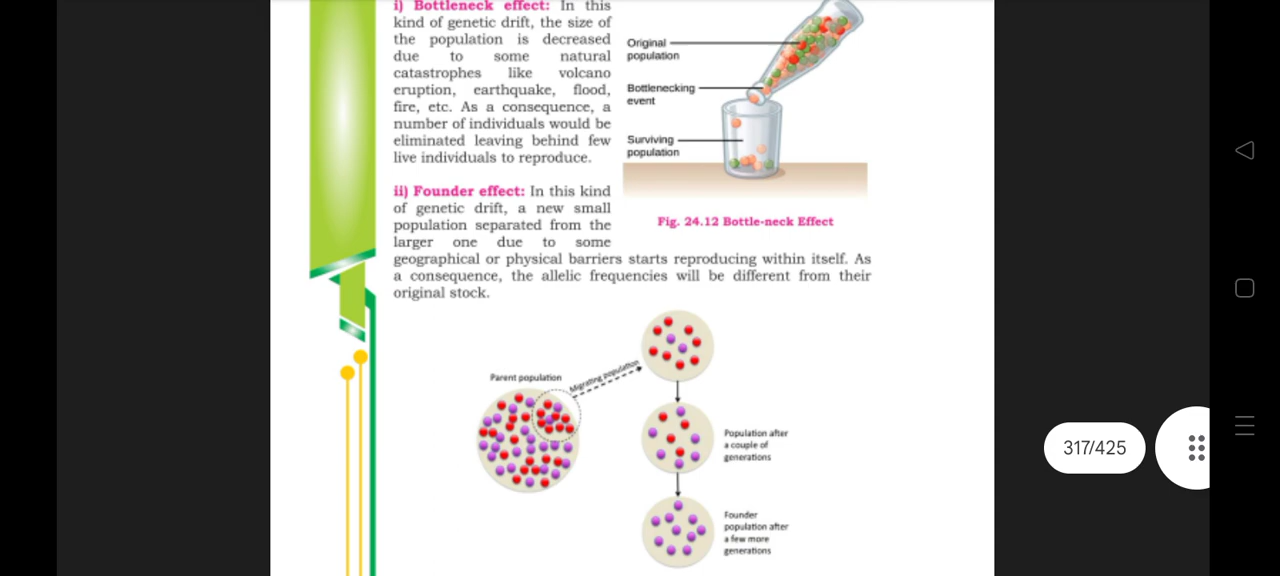 i) Bottleneck effect: In this
kind of genetic drift, the size of
the population is decreased
due to some natural
catastrophes like volcano
eruption, earthquake, flood,
fire, etc. As a consequence, a
number of individuals would be
eliminated leaving behind few
live individuals to reproduce.
Original
population
Bottlenecking
event
Surviving
population
Fig. 24.12 Bottle-neck Effect
ii) Founder effect: In this kind
of genetic drift, a new small
population separated from the
larger one due to some
geographical or physical barriers starts reproducing within itself. As
a consequence, the allelic frequencies will be different from their
original stock.
Parent population
Migrating population
Population after
a couple of
generations
Founder
population after
a few more
generations
317/425